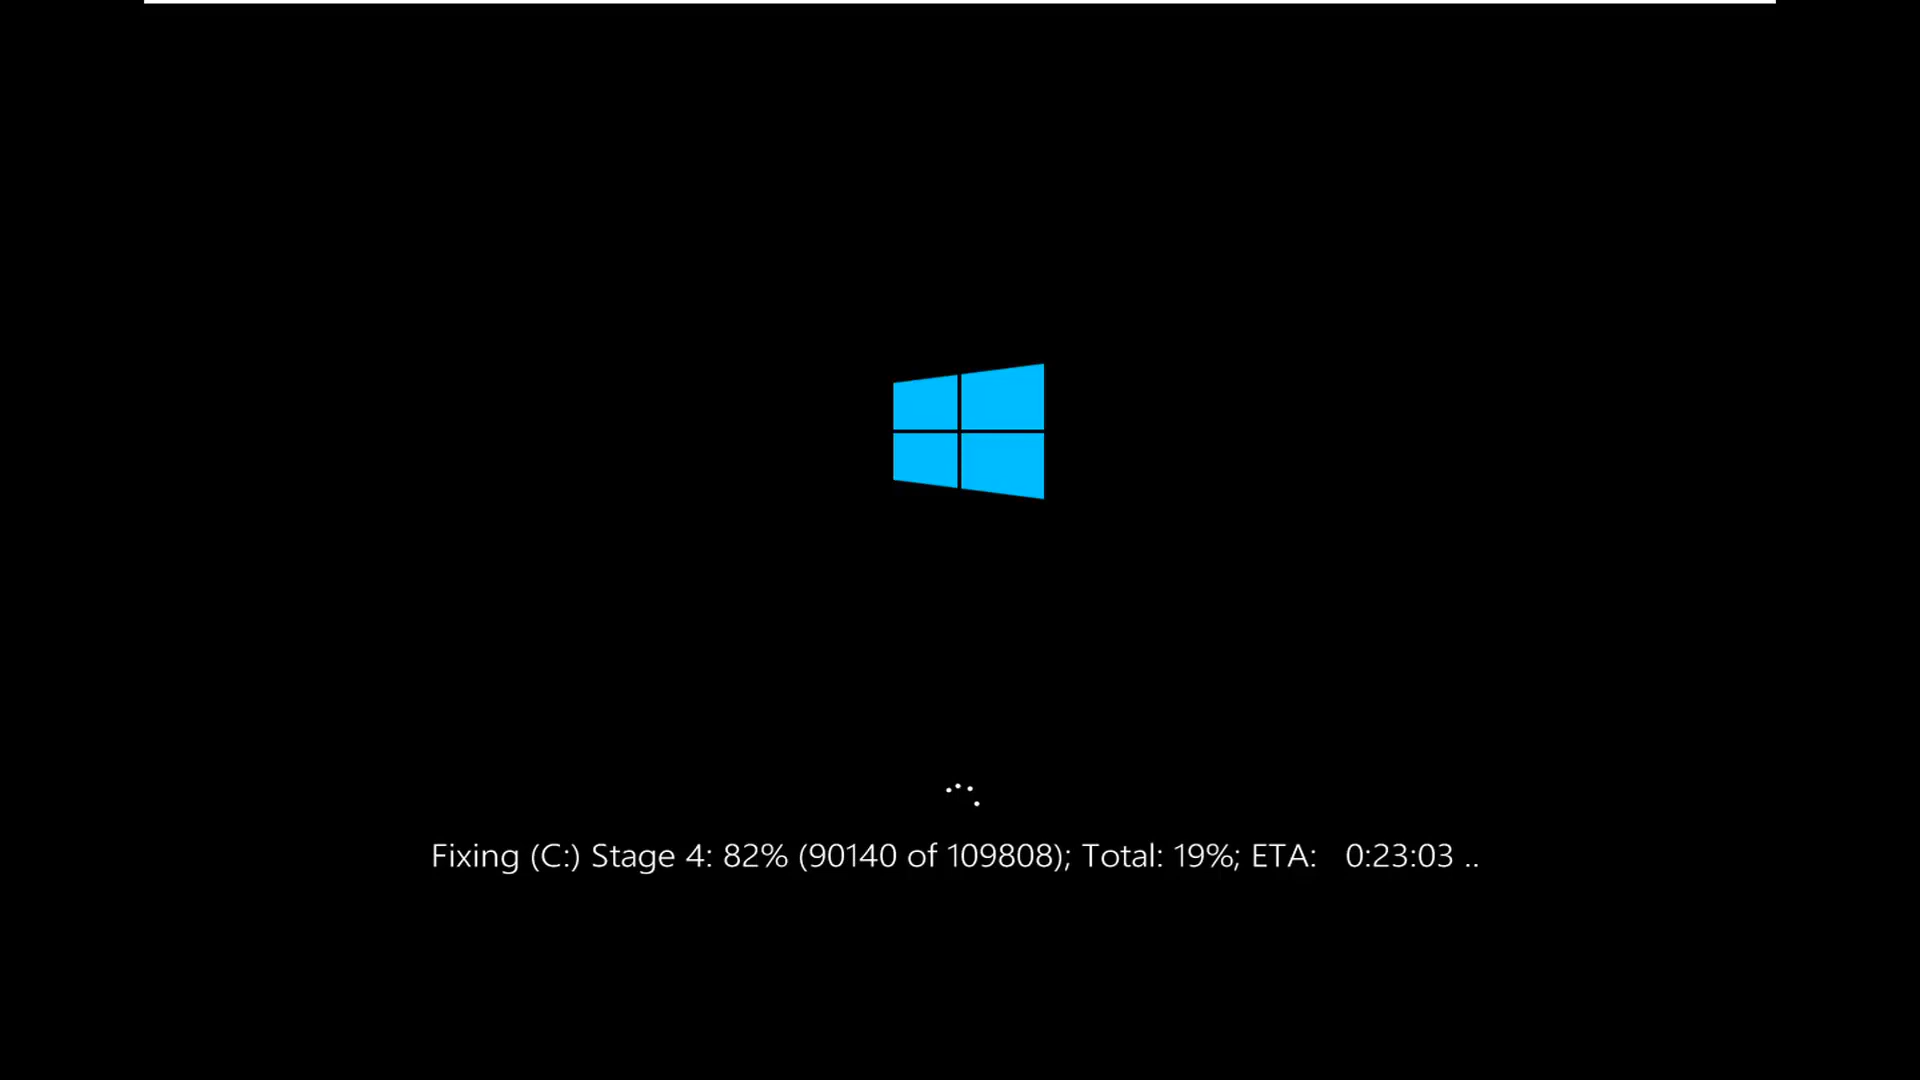 Fixing (C:) Stage 4: 82% (90140 of 109808); Total: 19%; ETA:   0:23:03 ..